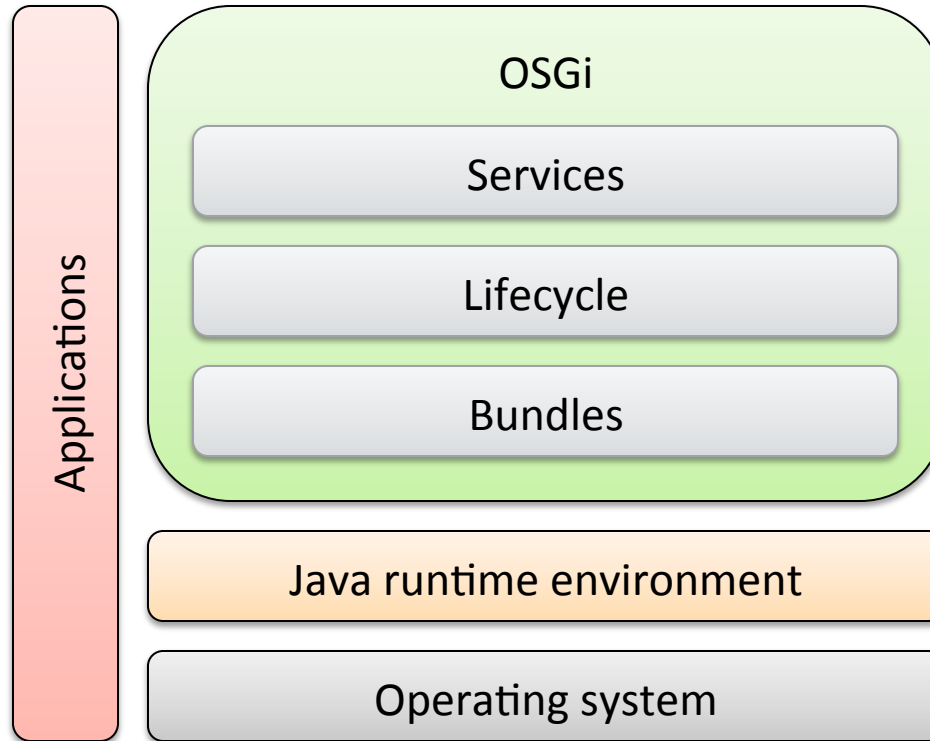 Applications
OSGi
Services
Lifecycle
Bundles
Java runtime environment
Operating system